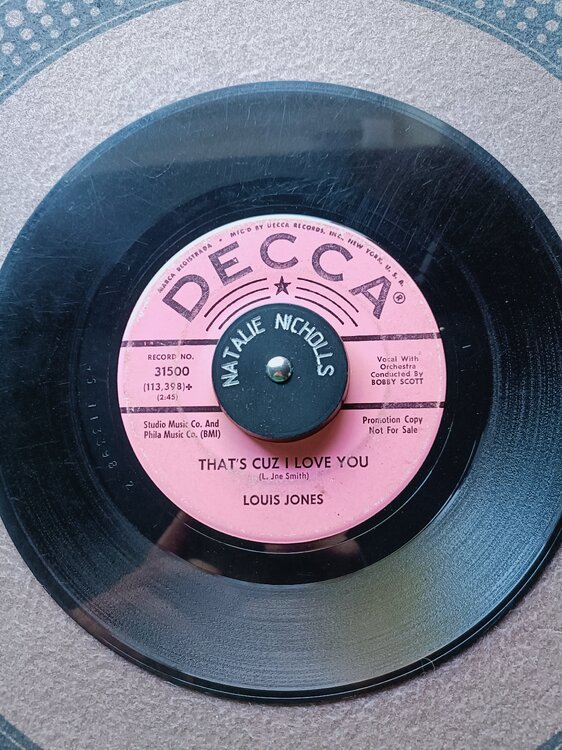 MARCA REGISTRADA • MFG'D BY DECCA RECORDS, INC., NEW YORK, U.S.A.
DECCA®
RECORD NO.
31500
(113,398)+
(2:45)
Vocal With
Orchestra
Conducted By
BOBBY SCOTT
NATALIE NICHOLLS
Studio Music Co. And
Phila Music Co. (BMI)
Promotion Copy
Not For Sale
THAT'S CUZ I LOVE YOU
(L. Joe Smith)
LOUIS JONES